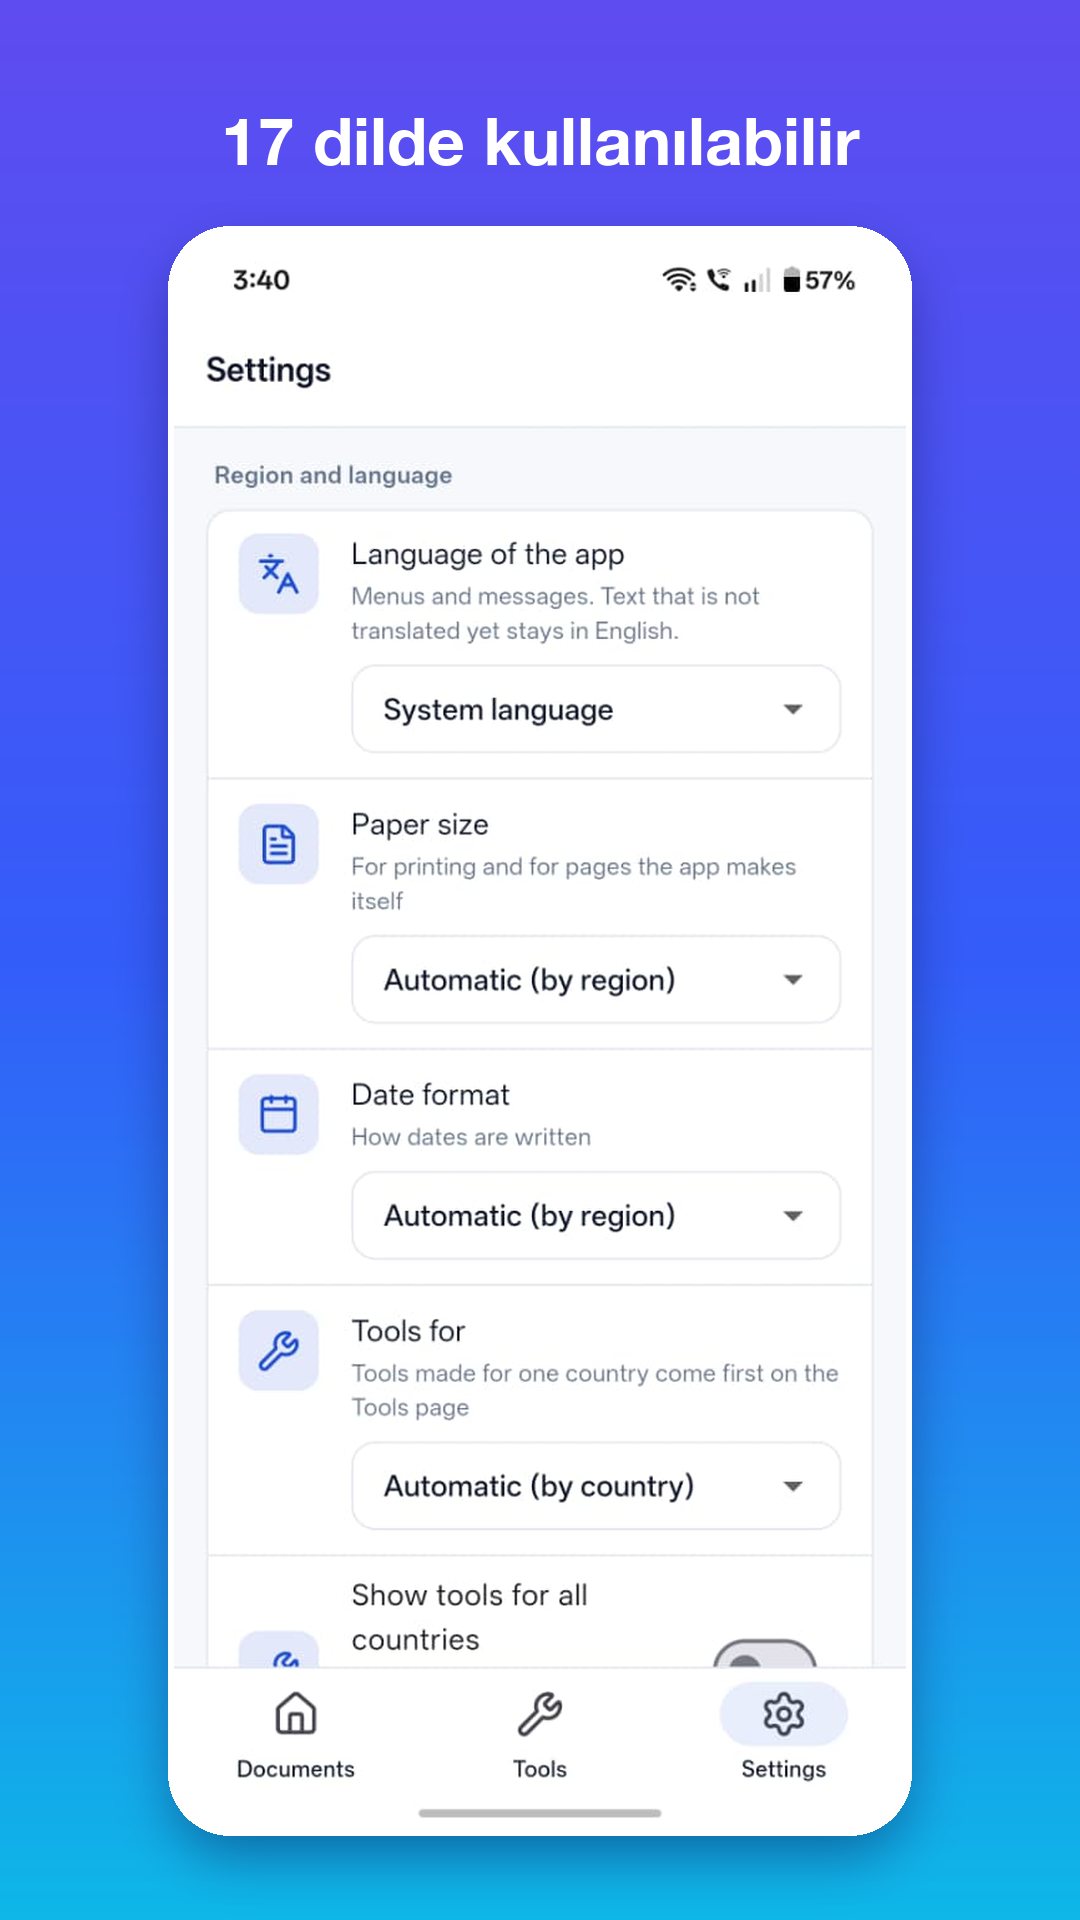 17 dilde kullanılabilir
3:40
57%
Settings
Region and language
Language of the app
Menus and messages. Text that is not
translated yet stays in English.
System language
Paper size
For printing and for pages the app makes
itself
Automatic (by region)
Date format
How dates are written
Automatic (by region)
Tools for
Tools made for one country come first on the
Tools page
Automatic (by country)
Show tools for all
countries
Documents
Tools
Settings